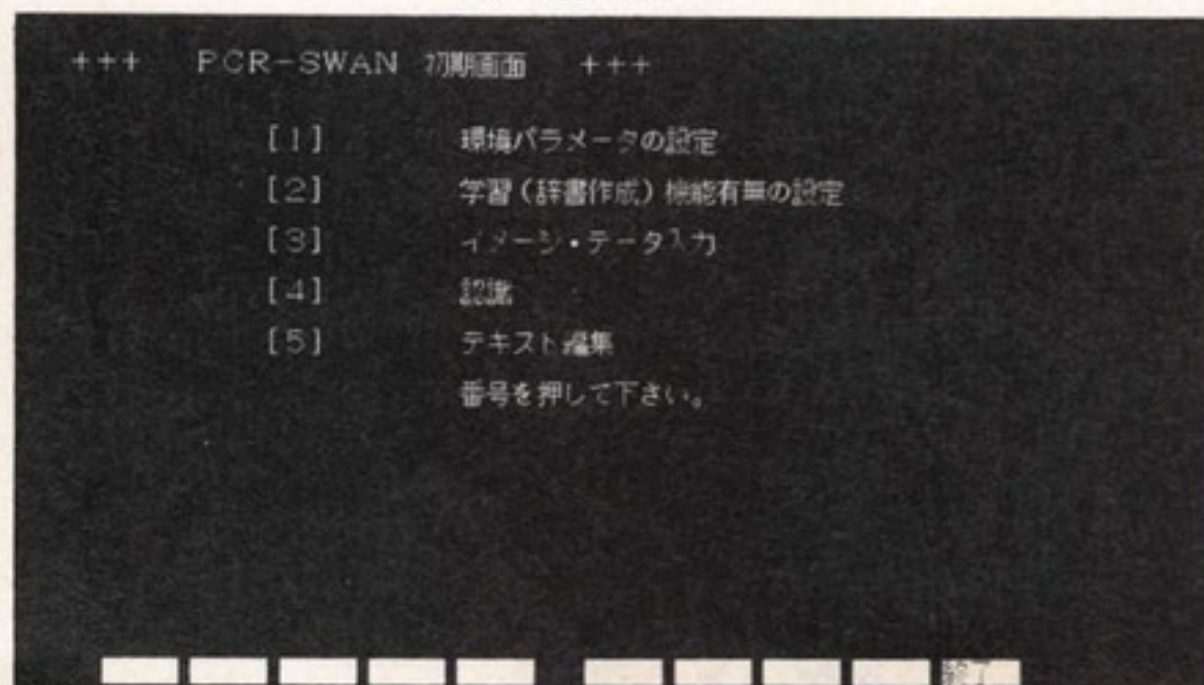 +++ PCR-SWAN 初期画面 +++
[1] 環境パラメータの設定
[2] 学習(辞書作成)機能有無の設定
[3] イメージ・データ入力
[4] 認識
[5] テキスト編集
番号を押して下さい。
終了